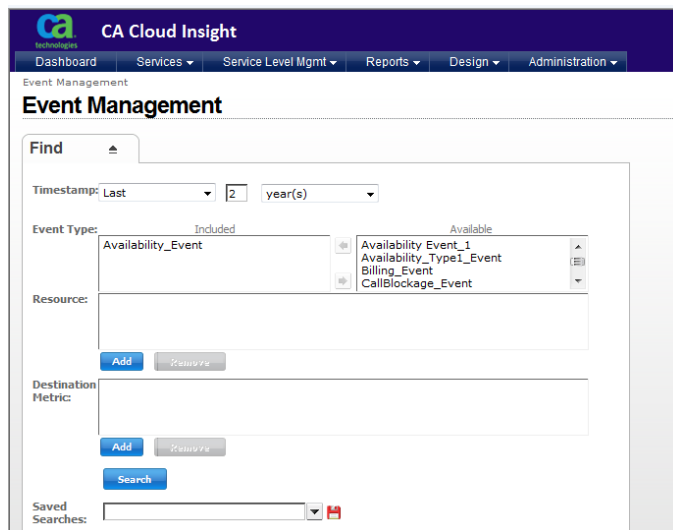 ca
technologies
CA Cloud Insight
Dashboard Services Service Level Mgmt Reports Design Administration
Event Management
Event Management
Find
Timestamp: Last 2 year(s)
Event Type: Included Available
Availability_Event
Availability Event_1
Availability_Type1_Event
Billing_Event
CallBlockage_Event
Resource:
Add Remove
Destination
Metric:
Add Remove
Search
Saved
Searches: